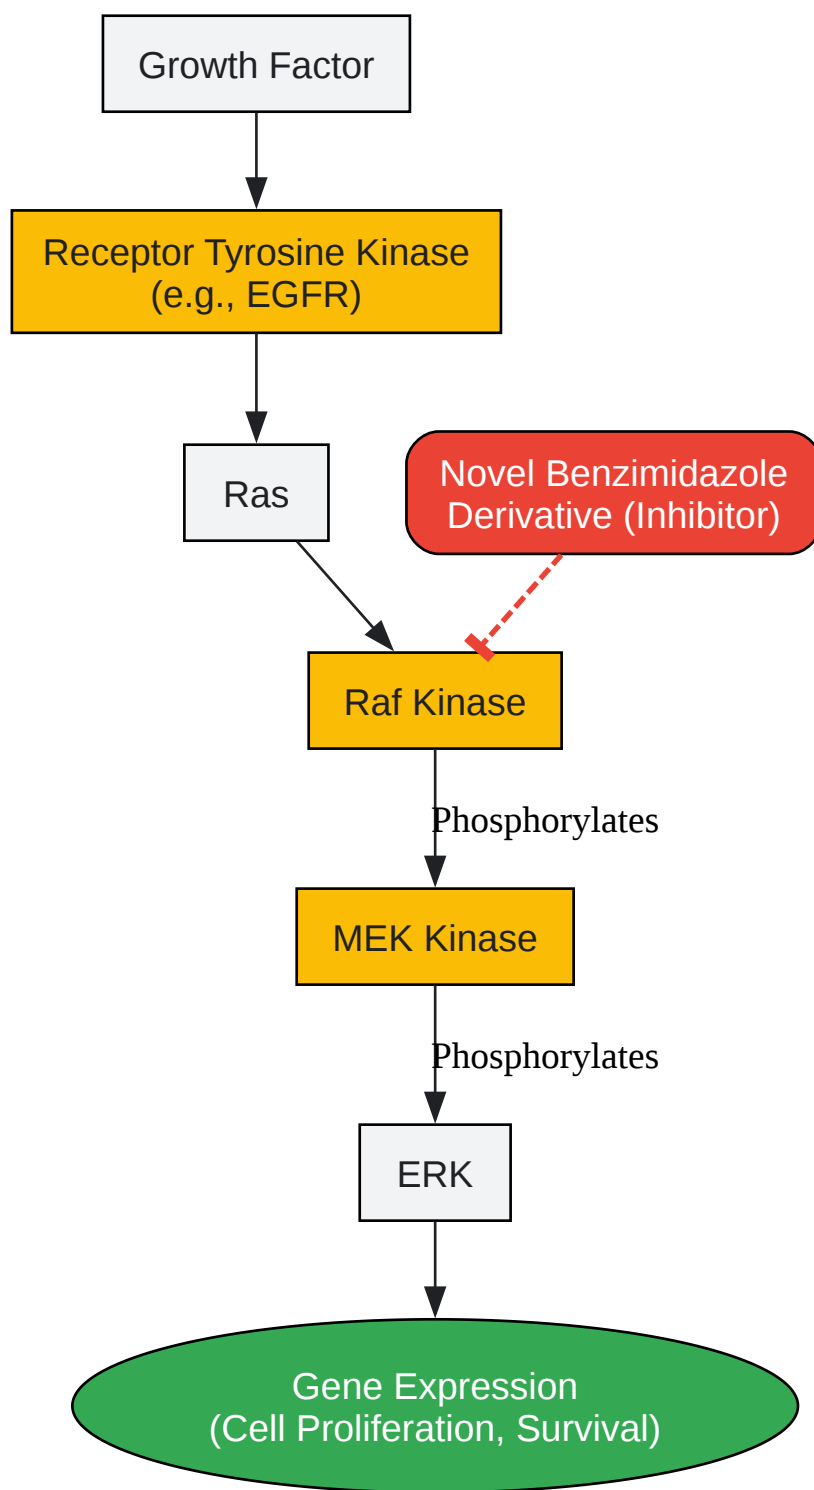 Growth Factor
Receptor Tyrosine Kinase
(e.g., EGFR)
Ras
Novel Benzimidazole
Derivative (Inhibitor)
Raf Kinase
Phosphorylates
MEK Kinase
Phosphorylates
ERK
Gene Expression
(Cell Proliferation, Survival)